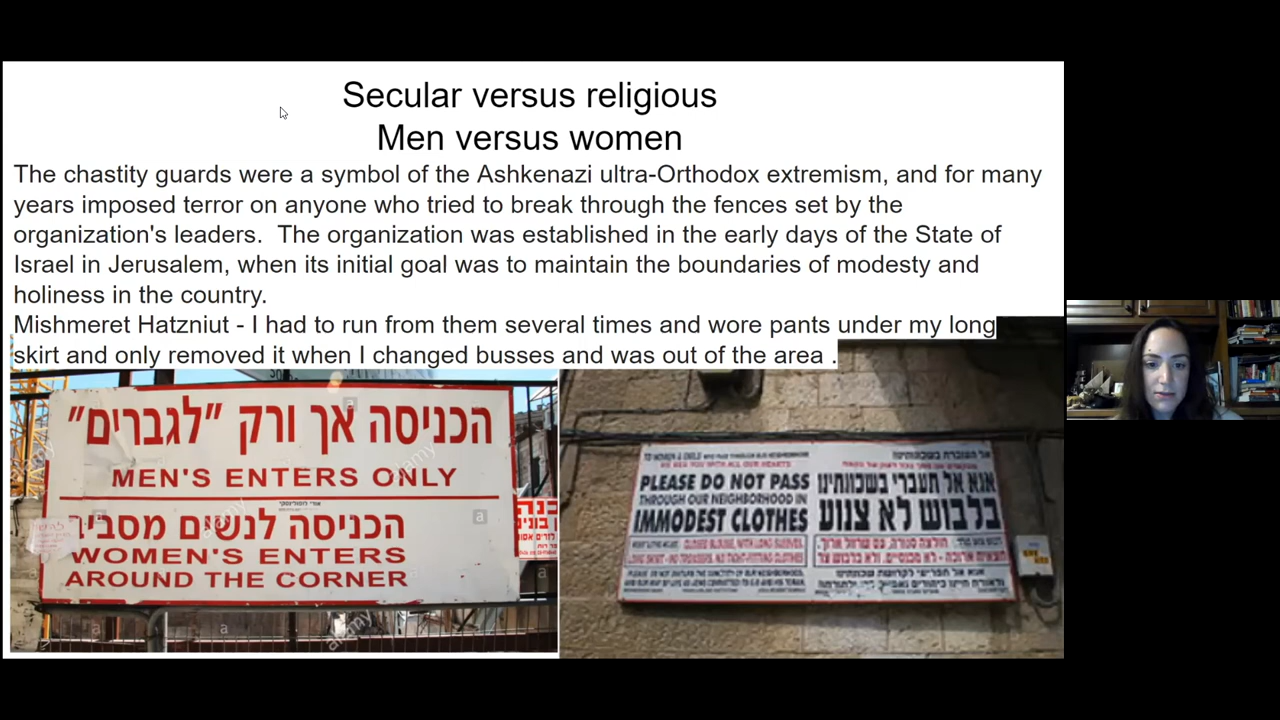 Secular versus religious
Men versus women
The chastity guards were a symbol of the Ashkenazi ultra-Orthodox extremism, and for many
years imposed terror on anyone who tried to break through the fences set by the
organization's leaders.  The organization was established in the early days of the State of
Israel in Jerusalem, when its initial goal was to maintain the boundaries of modesty and
holiness in the country.
Mishmeret Hatzniut - I had to run from them several times and wore pants under my long
skirt and only removed it when I changed busses and was out of the area .
הכניסה אך ורק "לגברים"
MEN'S ENTERS ONLY
הכניסה לנשים מסביב
WOMEN'S ENTERS
AROUND THE CORNER
alamy
PLEASE DO NOT PASS
THROUGH OUR NEIGHBORHOOD IN
IMMODEST CLOTHES
אנא אל תעברי בשכונתינו
בלבוש לא צנוע